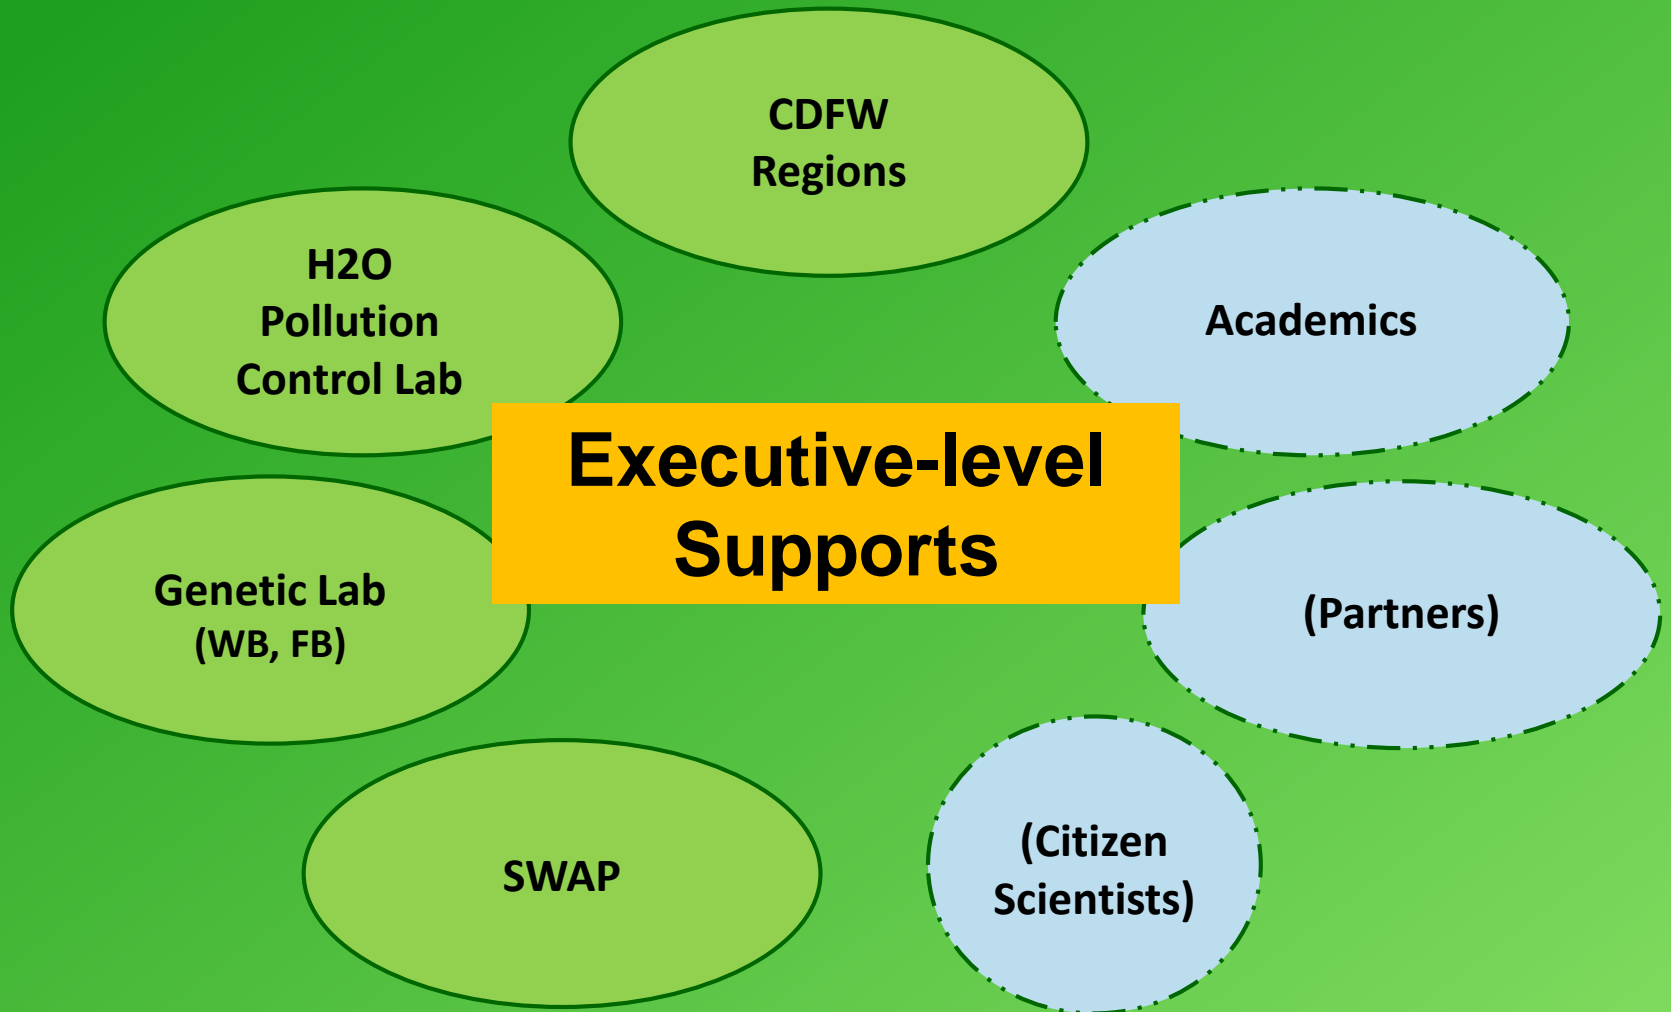 CDFW
Regions
H2O
Pollution
Control Lab
Academics
Executive-level
Supports
Genetic Lab
(WB, FB)
(Partners)
SWAP
(Citizen
Scientists)